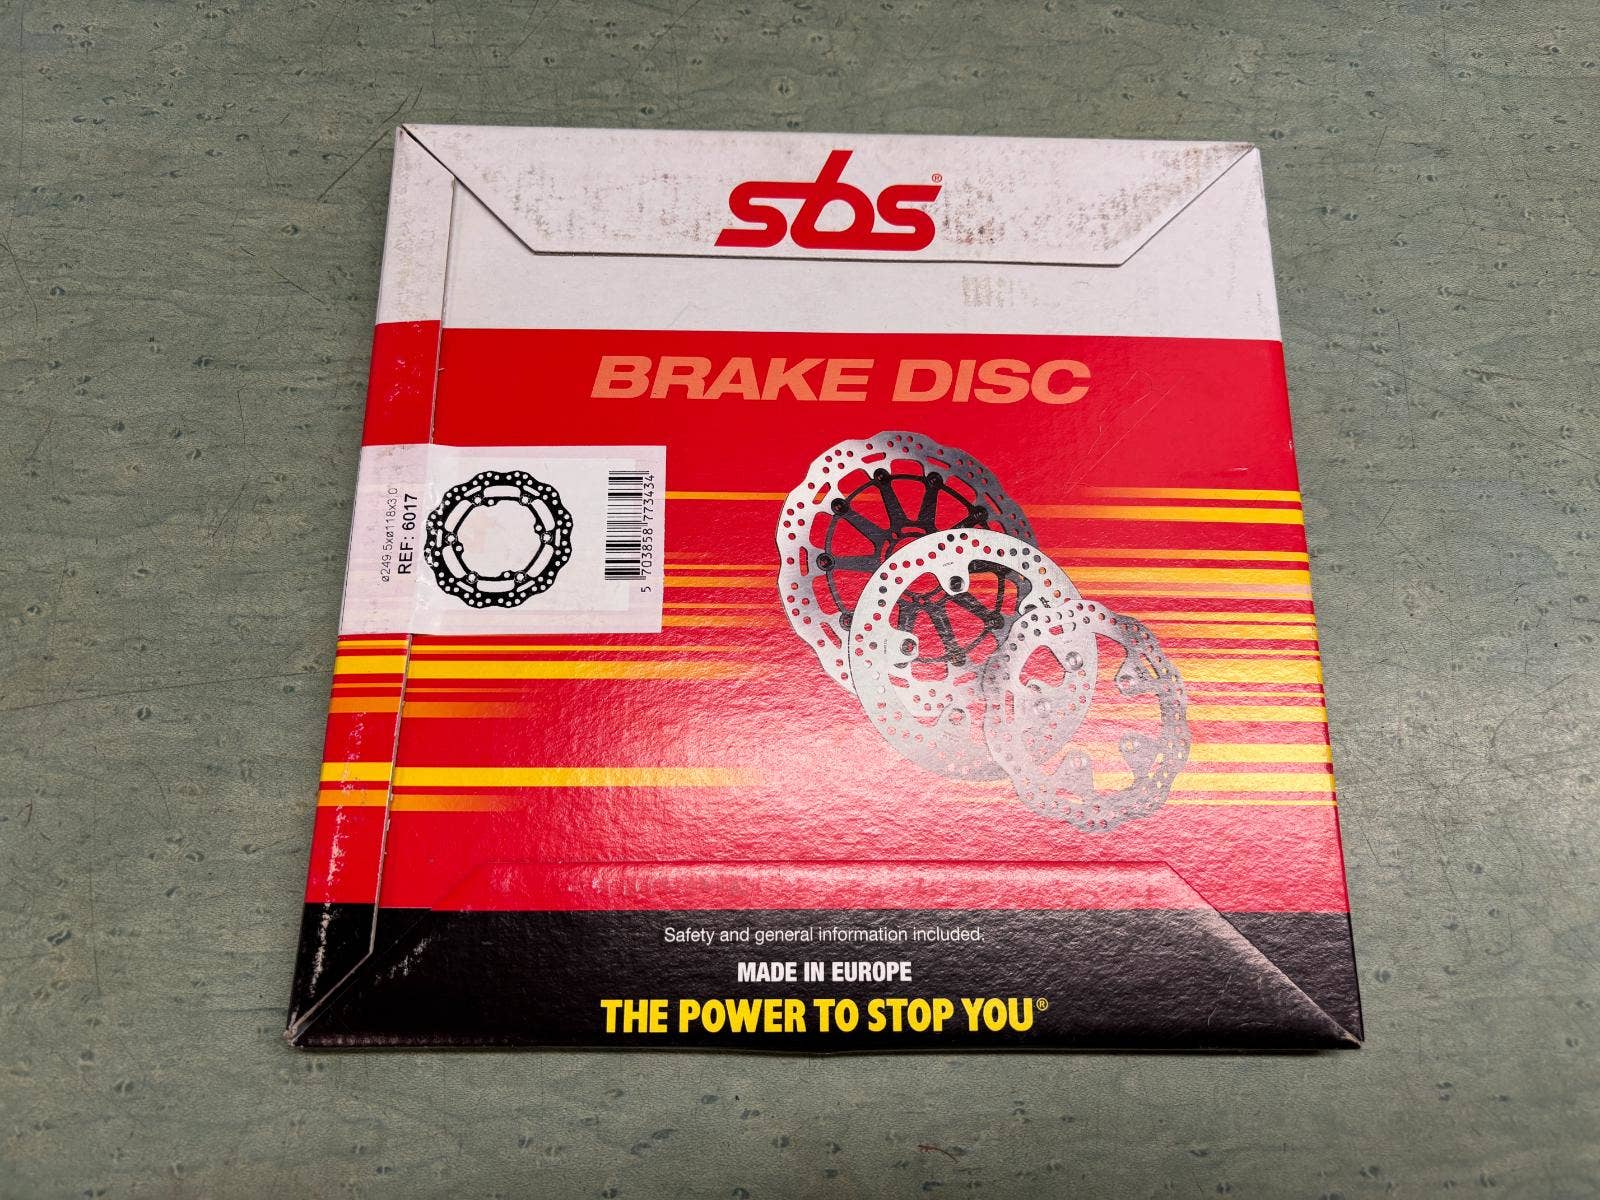 sbs®
BRAKE DISC
ø249.5xø118x3.0
REF: 6017
5 703858 773434
Safety and general information included.
MADE IN EUROPE
THE POWER TO STOP YOU®